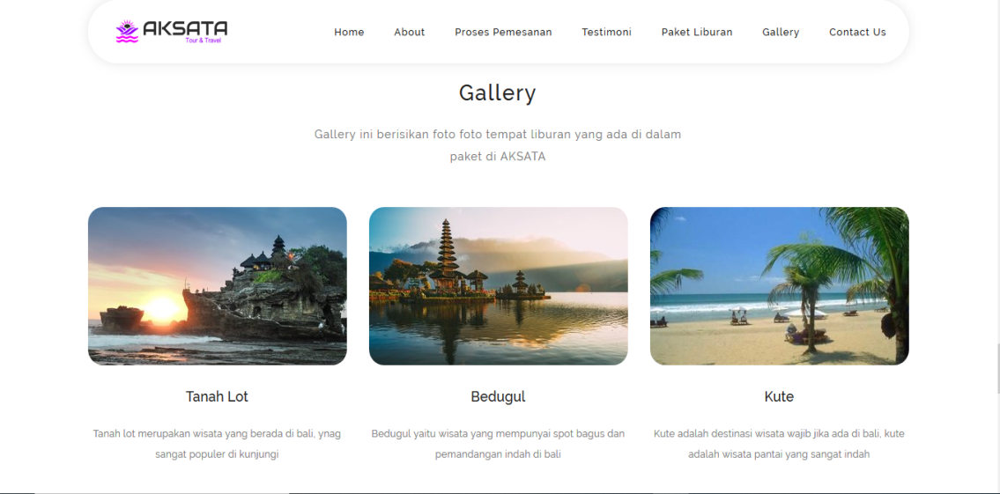 AKSATA
Tour & Travel
Home About Proses Pemesanan Testimoni Paket Liburan Gallery Contact Us
Gallery
Gallery ini berisikan foto foto tempat liburan yang ada di dalam
paket di AKSATA
Tanah Lot
Tanah lot merupakan wisata yang berada di bali, ynag
sangat populer di kunjungi
Bedugul
Bedugul yaitu wisata yang mempunyai spot bagus dan
pemandangan indah di bali
Kute
Kute adalah destinasi wisata wajib jika ada di bali, kute
adalah wisata pantai yang sangat indah